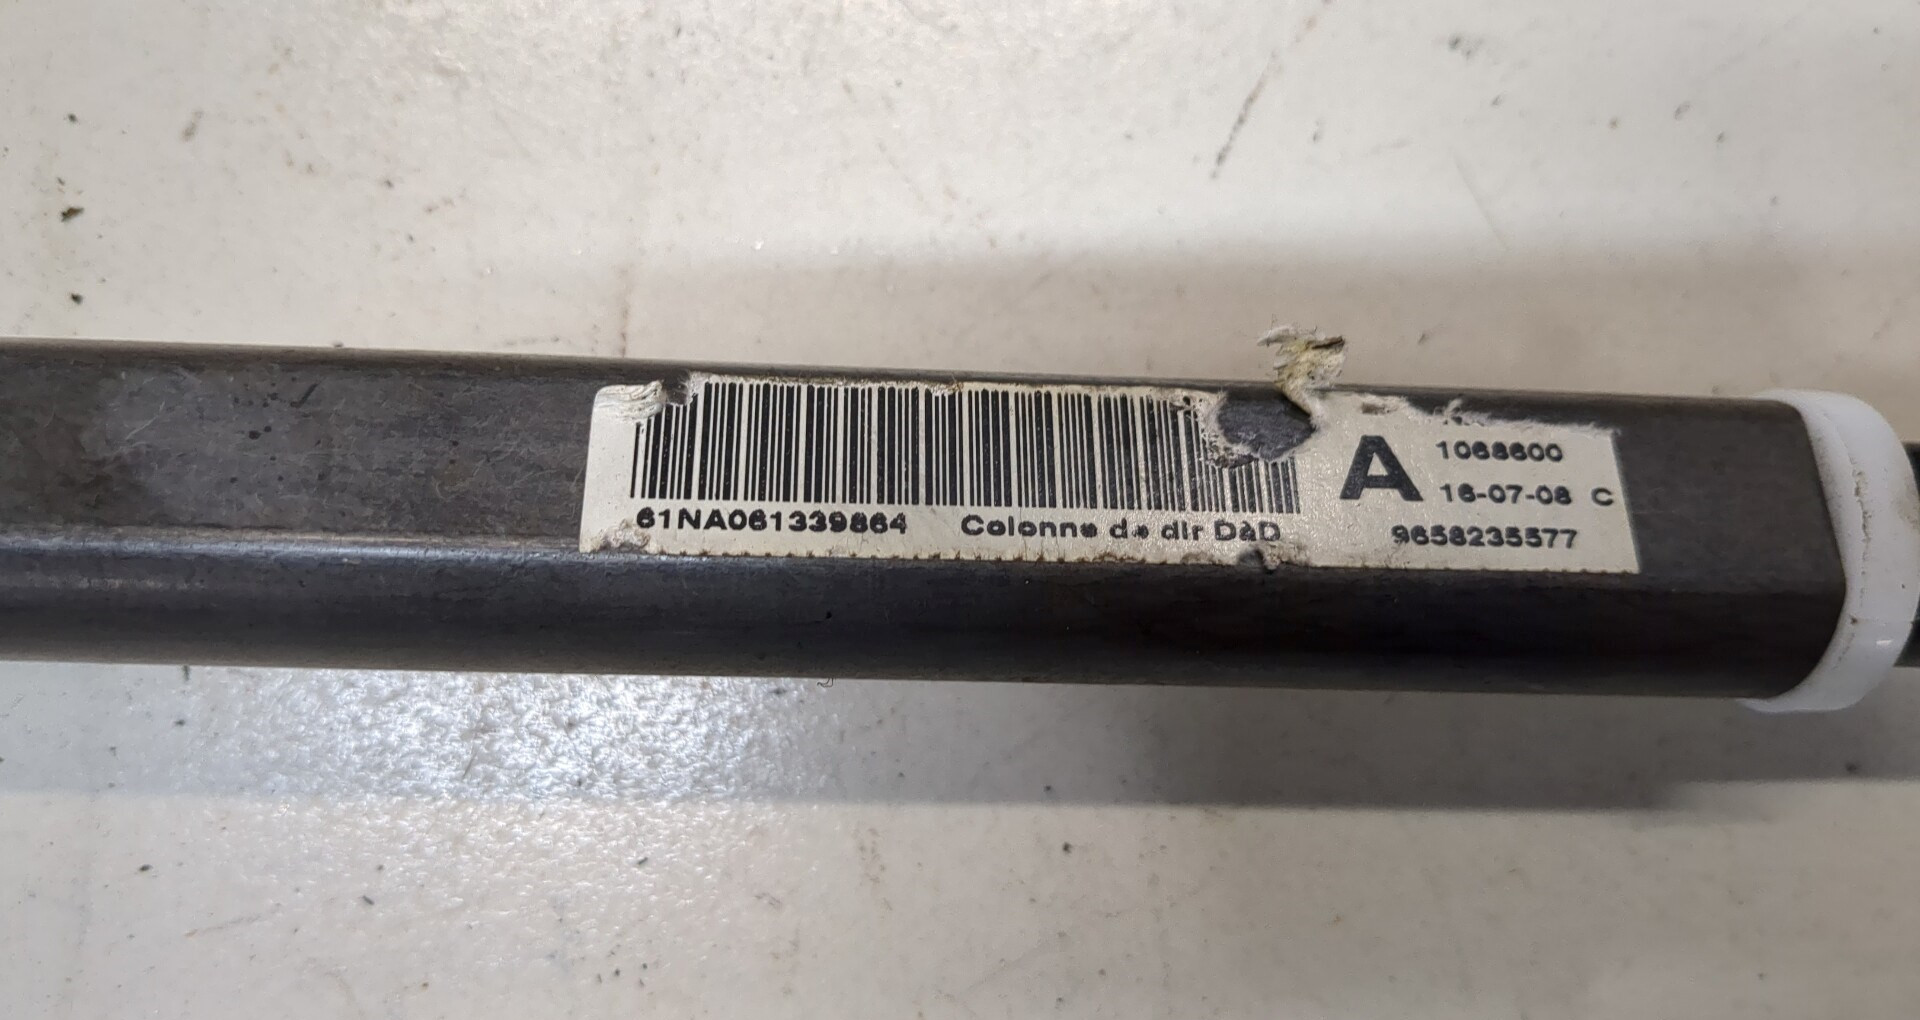 A
1068600
16-07-08 C
61NA061339864 Colonne de dir DàD
9658235577